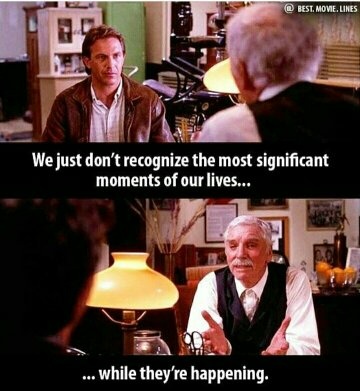 @ BEST. MOVIE. LINES
We just don't recognize the most significant
moments of our lives...
... while they're happening.